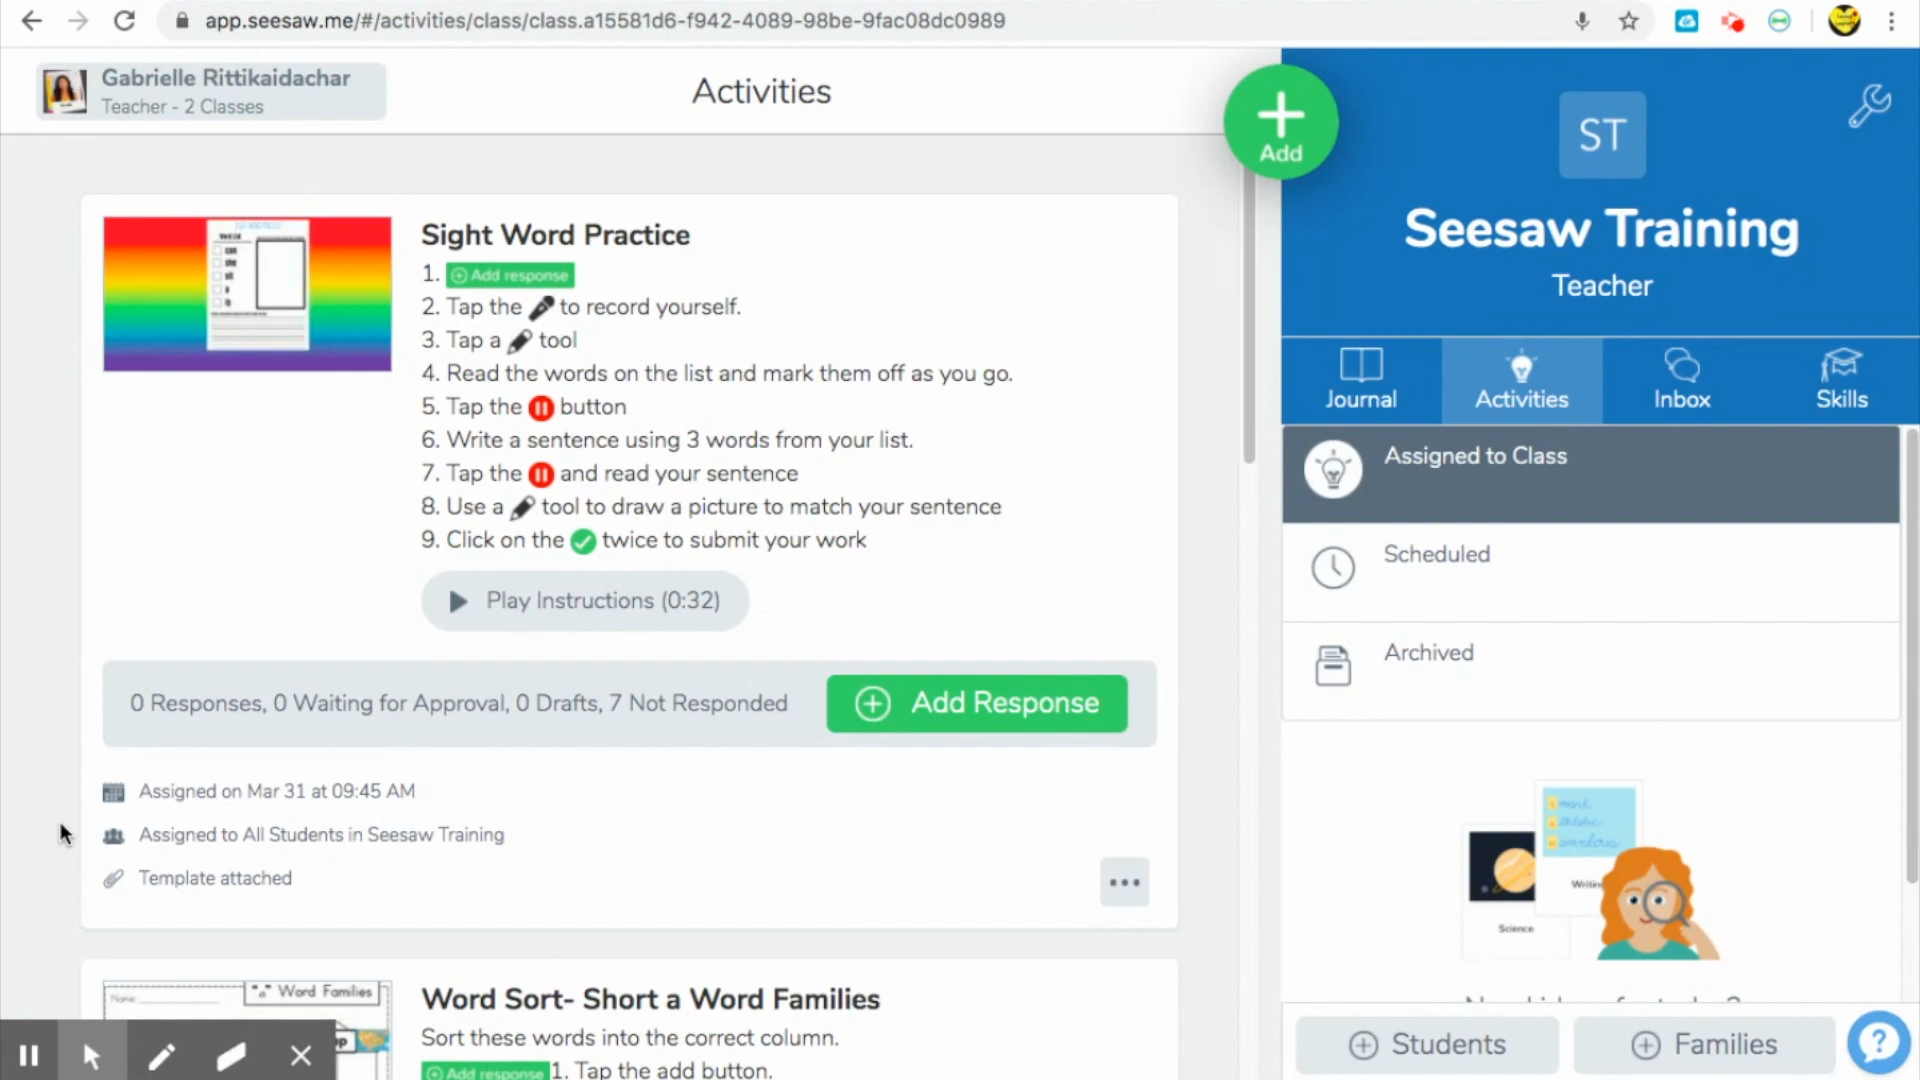 app.seesaw.me/#/activities/class/class.a15581d6-f942-4089-98be-9fac08dc0989
Gabrielle Rittikaidachar
Teacher - 2 Classes
Activities
Add
ST
Seesaw Training
Teacher
Journal
Activities
Inbox
Skills
Assigned to Class
Scheduled
Archived
Sight Word Practice
1. Add response
2. Tap the to record yourself.
3. Tap a tool
4. Read the words on the list and mark them off as you go.
5. Tap the button
6. Write a sentence using 3 words from your list.
7. Tap the and read your sentence
8. Use a tool to draw a picture to match your sentence
9. Click on the twice to submit your work
Play Instructions (0:32)
0 Responses, 0 Waiting for Approval, 0 Drafts, 7 Not Responded
Add Response
Assigned on Mar 31 at 09:45 AM
Assigned to All Students in Seesaw Training
Template attached
Science
Students
Families
?
Name:
"a" Word Families
Word Sort- Short a Word Families
Sort these words into the correct column.
Add response 1. Tap the add button.